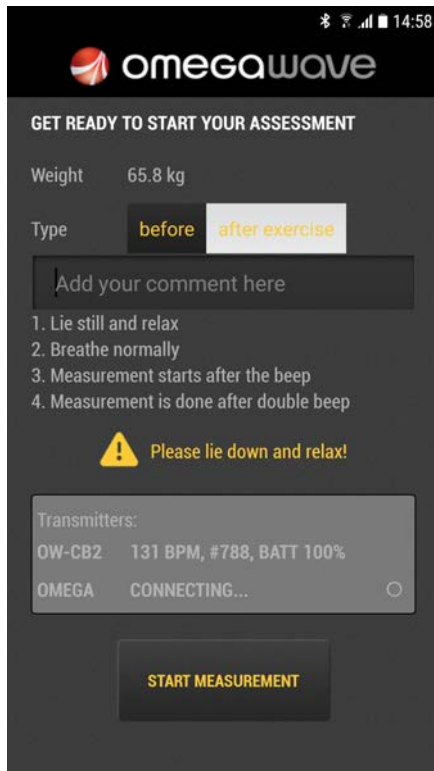 14:58
omegawave
GET READY TO START YOUR ASSESSMENT
Weight 65.8 kg
Type before after exercise
Add your comment here
1. Lie still and relax
2. Breathe normally
3. Measurement starts after the beep
4. Measurement is done after double beep
Please lie down and relax!
Transmitters:
OW-CB2 131 BPM, #788, BATT 100%
OMEGA CONNECTING...
START MEASUREMENT